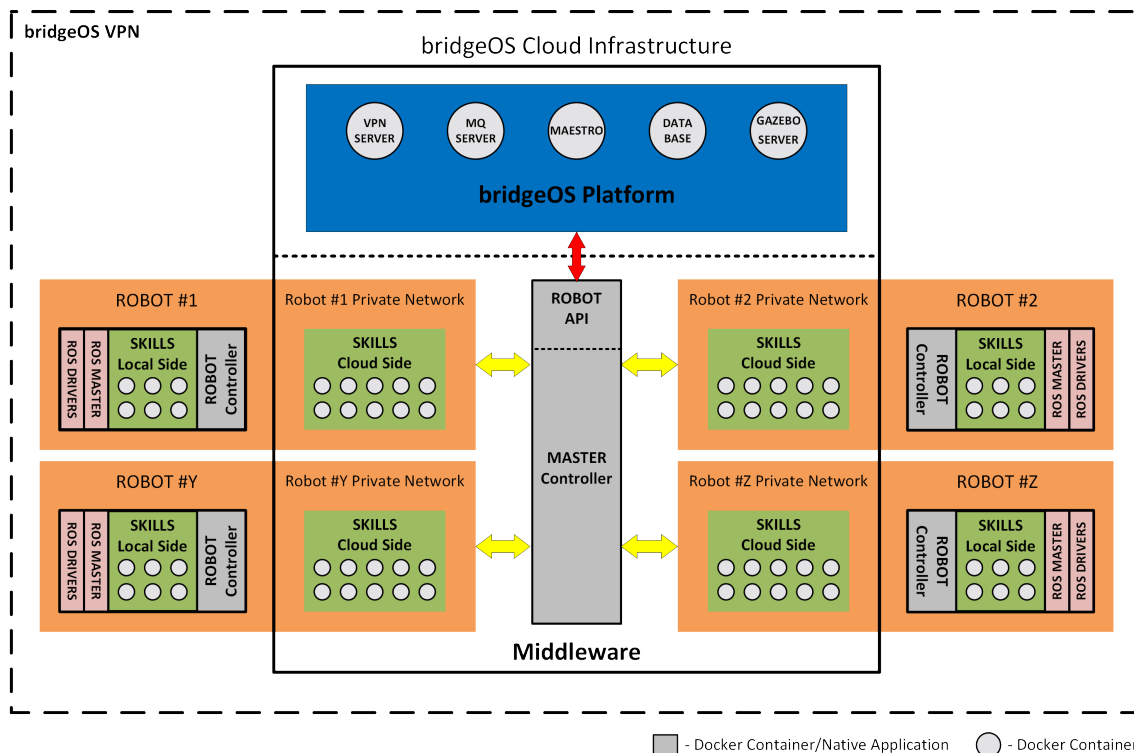 bridgeOS VPN
bridgeOS Cloud Infrastructure
VPN
SERVER
MQ
SERVER
MAESTRO
DATA
BASE
GAZEBO
SERVER
bridgeOS Platform
ROBOT #1
ROS DRIVERS
ROS MASTER
SKILLS
Local Side
ROBOT
Controller
Robot #1 Private Network
SKILLS
Cloud Side
ROBOT
API
MASTER
Controller
Robot #2 Private Network
SKILLS
Cloud Side
ROBOT #2
ROBOT
Controller
SKILLS
Local Side
ROS MASTER
ROS DRIVERS
ROBOT #Y
ROS DRIVERS
ROS MASTER
SKILLS
Local Side
ROBOT
Controller
Robot #Y Private Network
SKILLS
Cloud Side
Robot #Z Private Network
SKILLS
Cloud Side
ROBOT #Z
ROBOT
Controller
SKILLS
Local Side
ROS MASTER
ROS DRIVERS
Middleware
- Docker Container/Native Application
- Docker Container